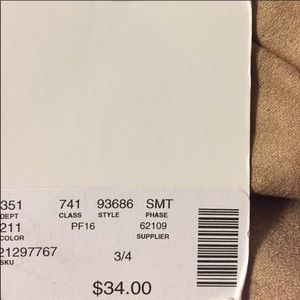 351 741 93686 SMT
DEPT CLASS STYLE PHASE
211 PF16 62109
COLOR SUPPLIER
21297767 3/4
SKU
$34.00